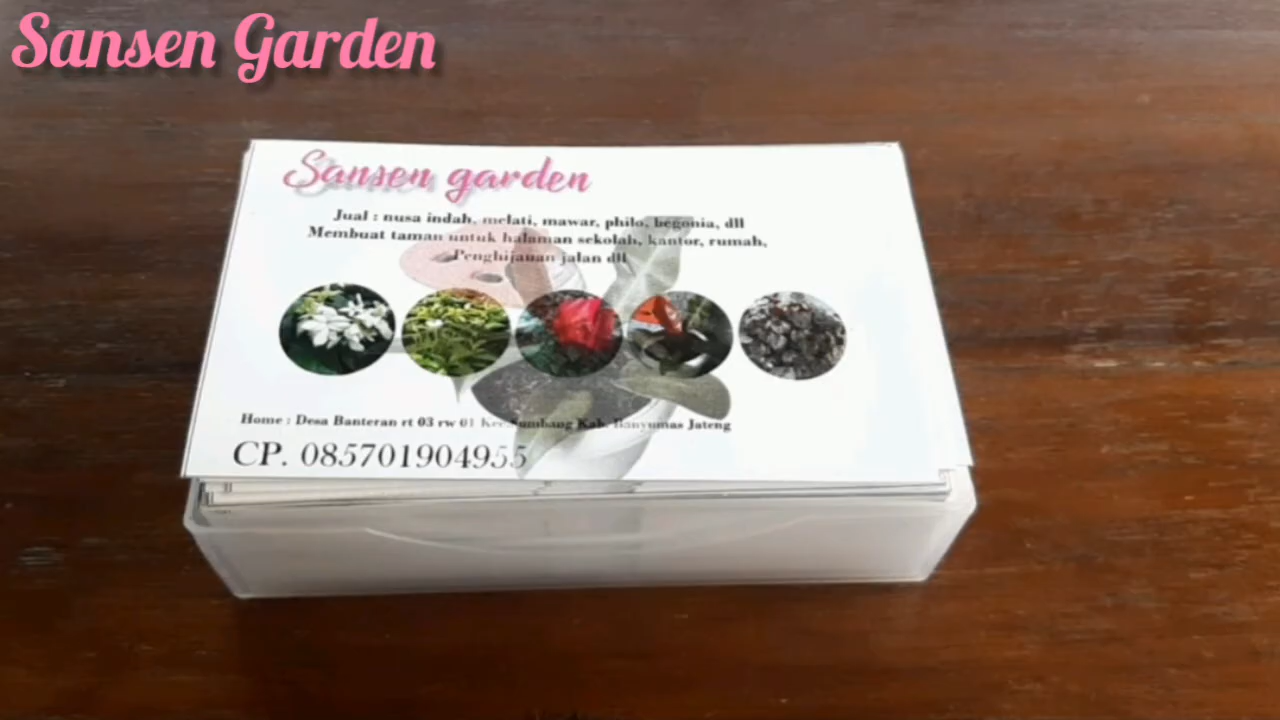 Sansen Garden
Sansen garden
Jual : nusa indah, melati, mawar, philo, begonia, dll
Membuat taman untuk halaman sekolah, kantor, rumah,
Penghijauan jalan dll
Home : Desa Banteran rt 03 rw 01 Kec.Sumbang Kab. Banyumas Jateng
CP. 085701904955